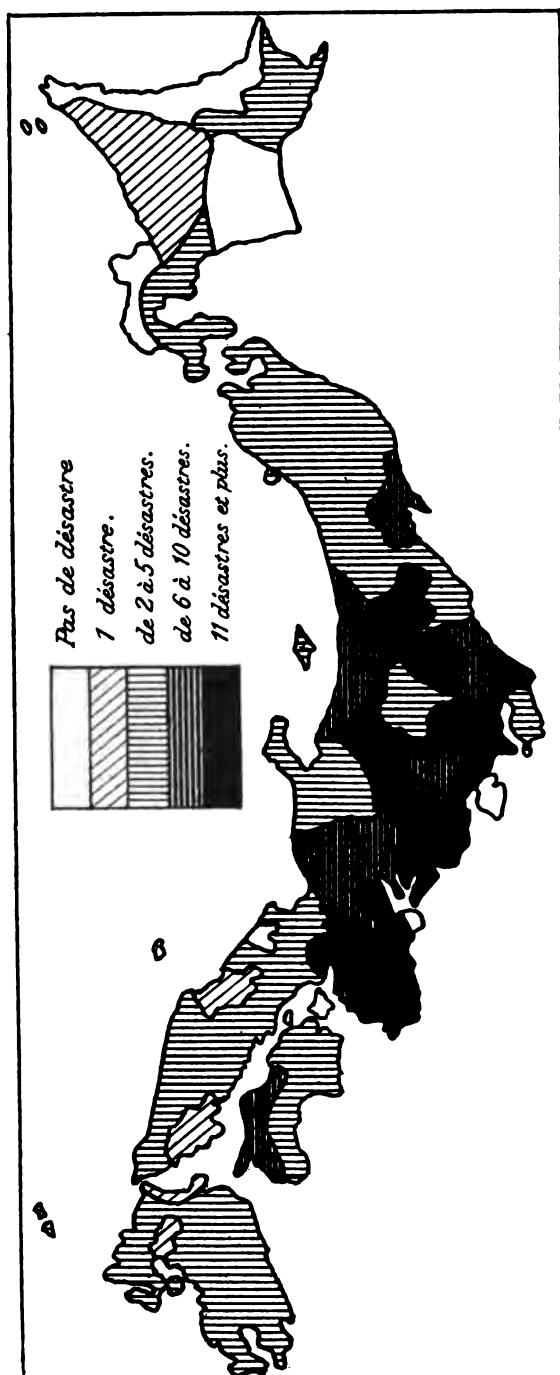 Pas de désastre
1 désastre.
de 2 à 5 désastres.
de 6 à 10 désastres.
11 désastres et plus.